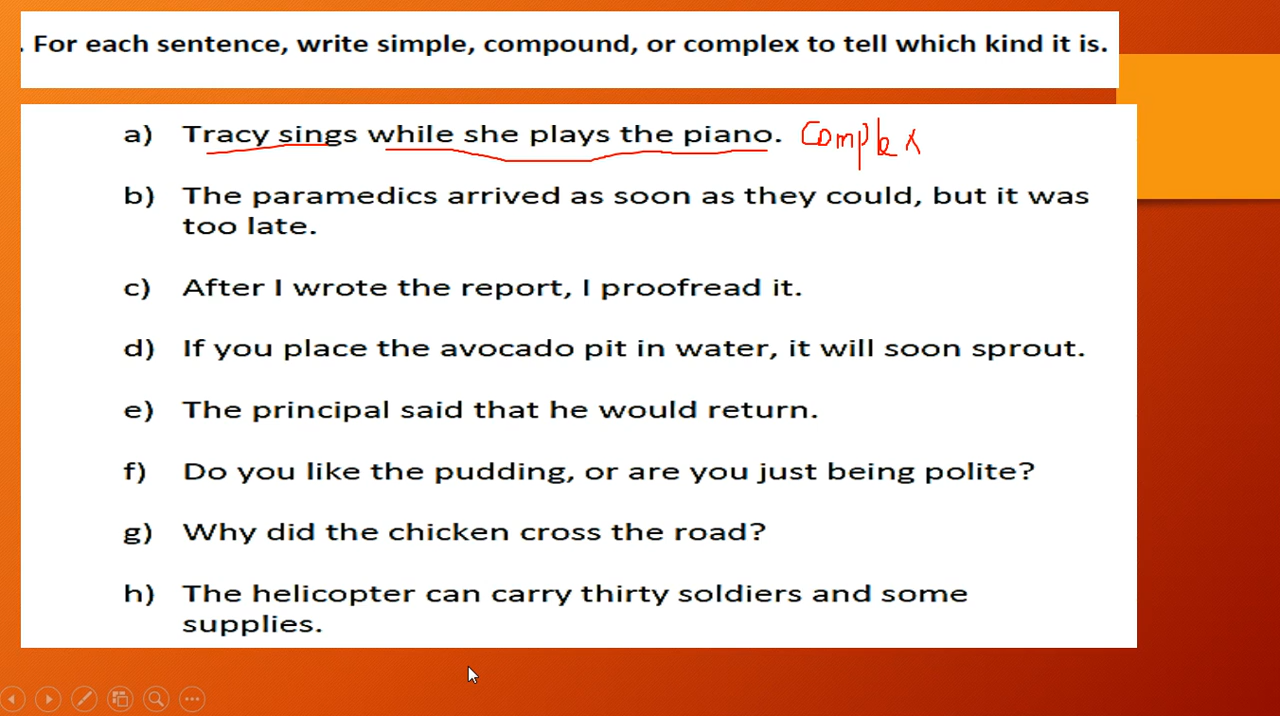 . For each sentence, write simple, compound, or complex to tell which kind it is.
a) Tracy sings while she plays the piano. Complex
b) The paramedics arrived as soon as they could, but it was
too late.
c) After I wrote the report, I proofread it.
d) If you place the avocado pit in water, it will soon sprout.
e) The principal said that he would return.
f) Do you like the pudding, or are you just being polite?
g) Why did the chicken cross the road?
h) The helicopter can carry thirty soldiers and some
supplies.